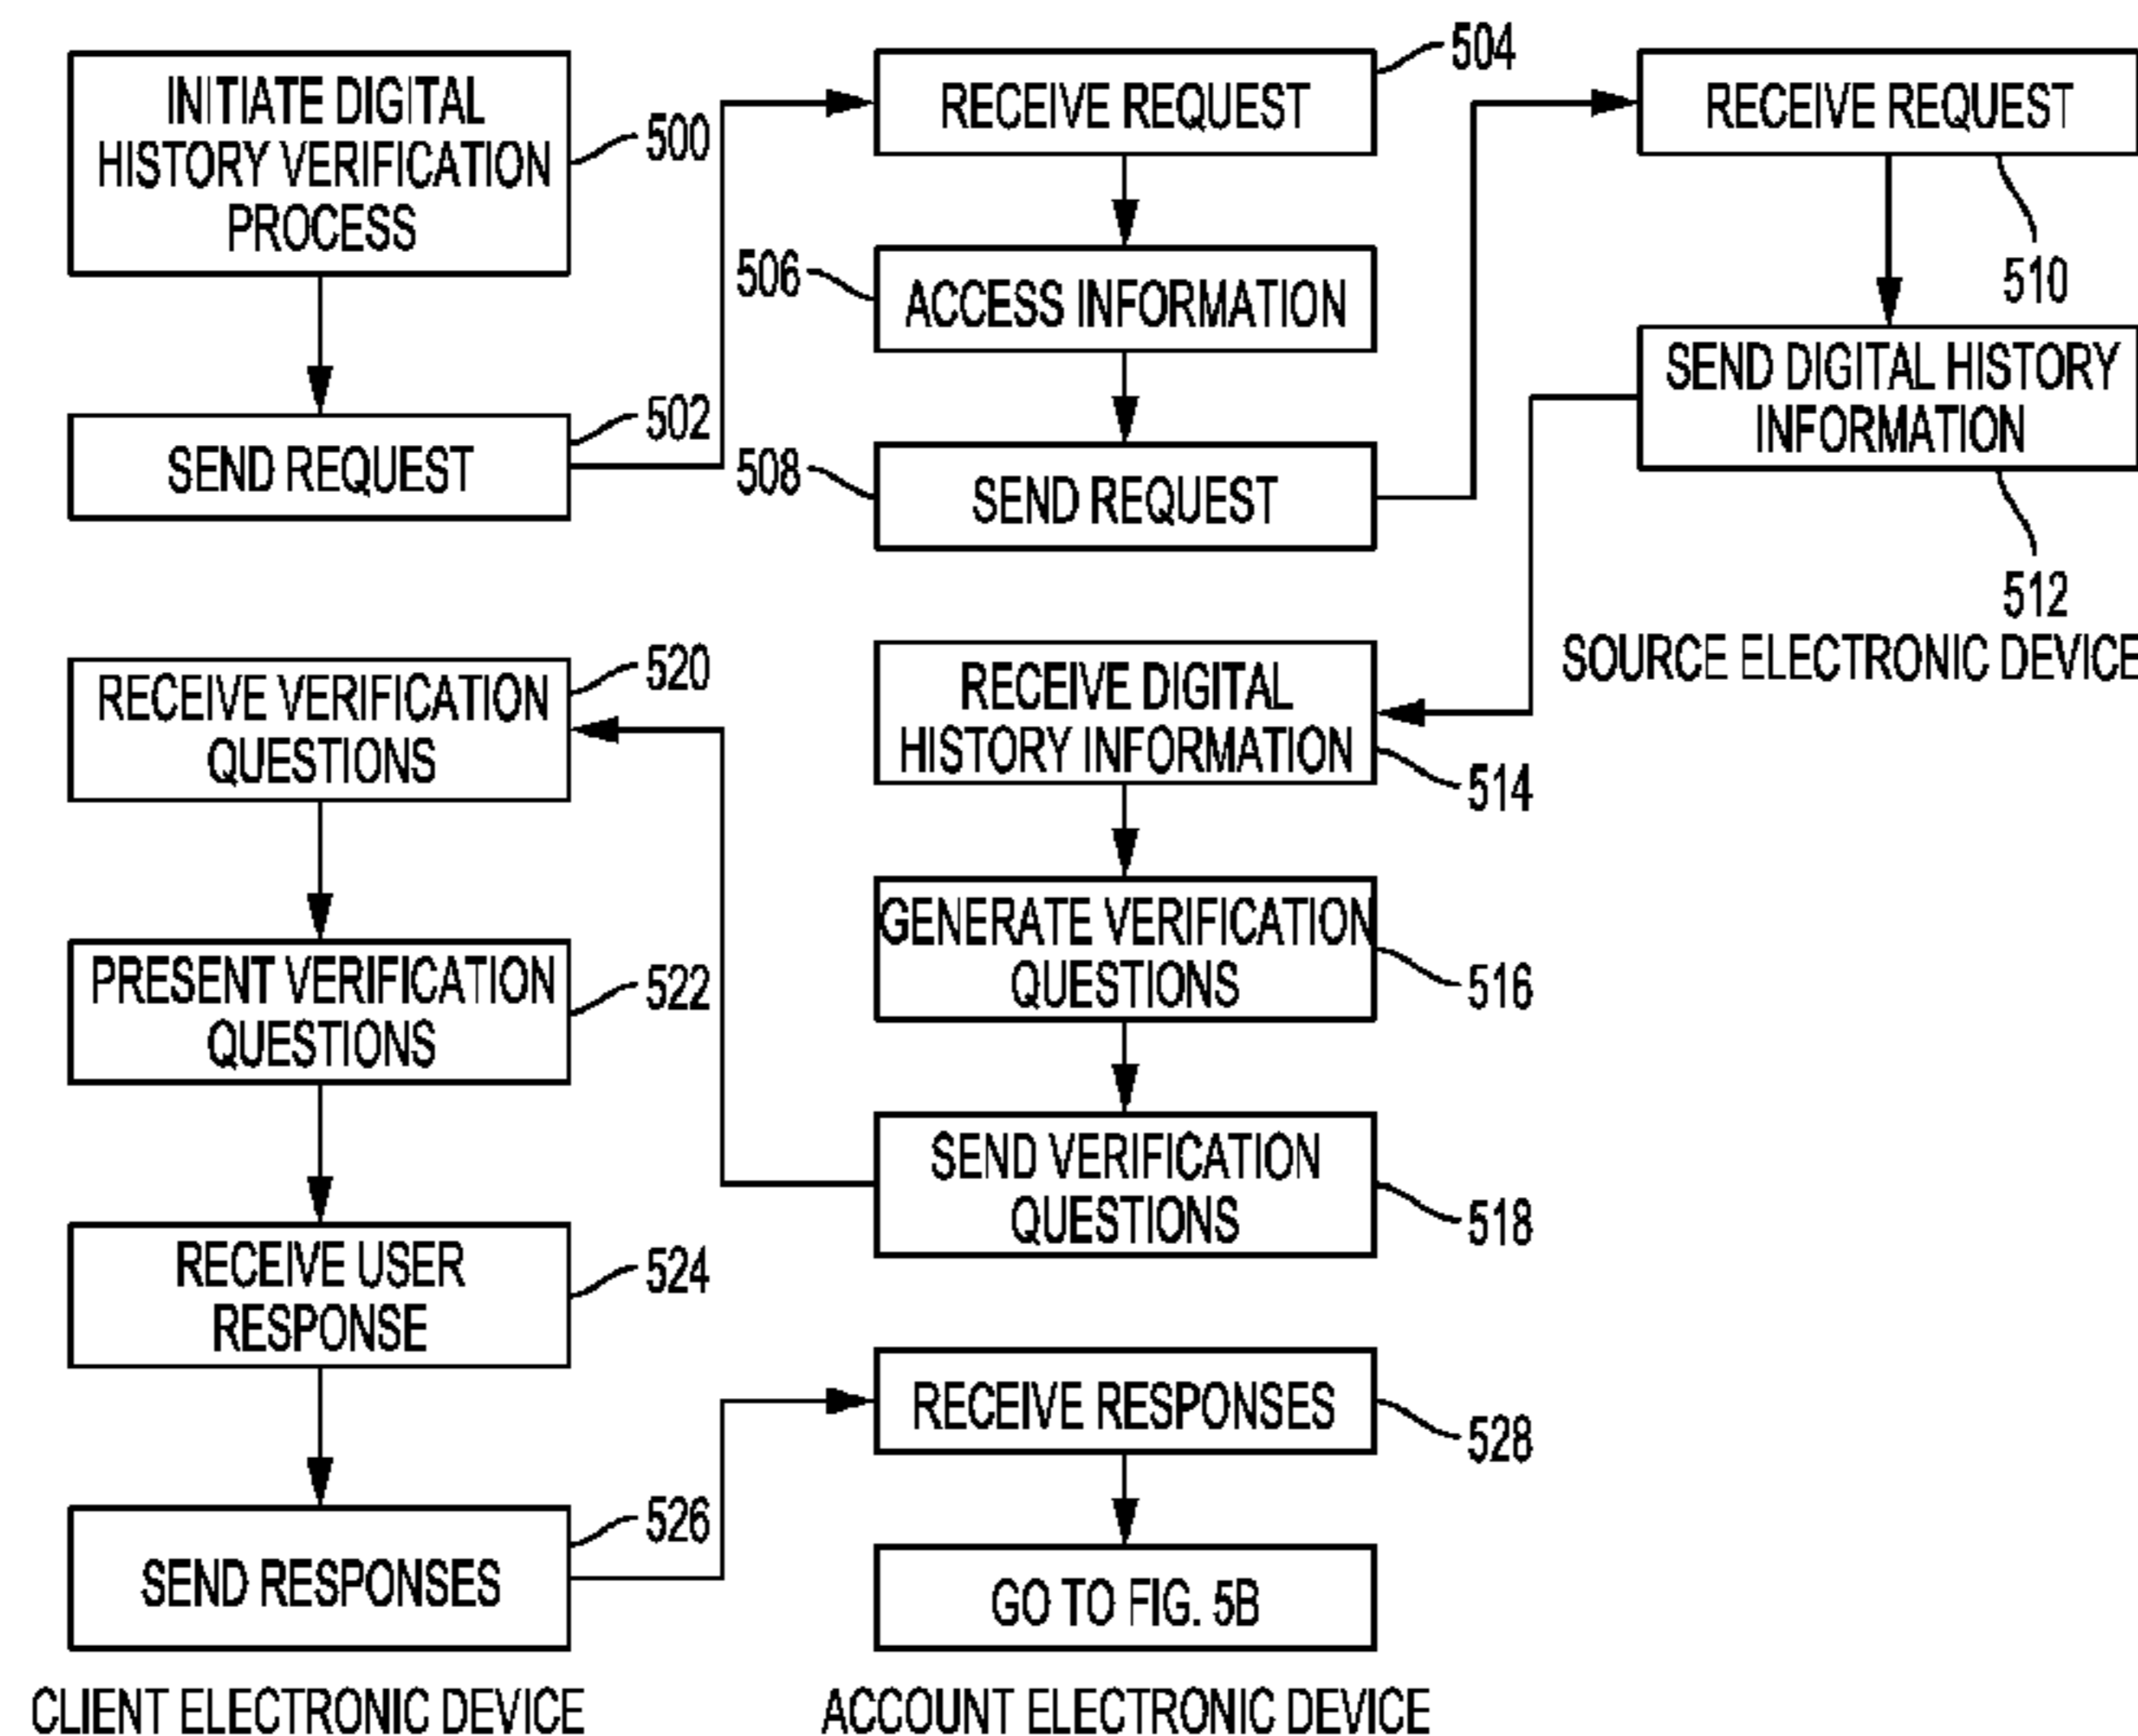 INITIATE DIGITAL
HISTORY VERIFICATION
PROCESS
500
SEND REQUEST
502
RECEIVE REQUEST
504
ACCESS INFORMATION
506
SEND REQUEST
508
RECEIVE REQUEST
510
SEND DIGITAL HISTORY
INFORMATION
512
SOURCE ELECTRONIC DEVICE
RECEIVE DIGITAL
HISTORY INFORMATION
514
GENERATE VERIFICATION
QUESTIONS
516
SEND VERIFICATION
QUESTIONS
518
RECEIVE VERIFICATION
QUESTIONS
520
PRESENT VERIFICATION
QUESTIONS
522
RECEIVE USER
RESPONSE
524
SEND RESPONSES
526
RECEIVE RESPONSES
528
GO TO FIG. 5B
CLIENT ELECTRONIC DEVICE
ACCOUNT ELECTRONIC DEVICE